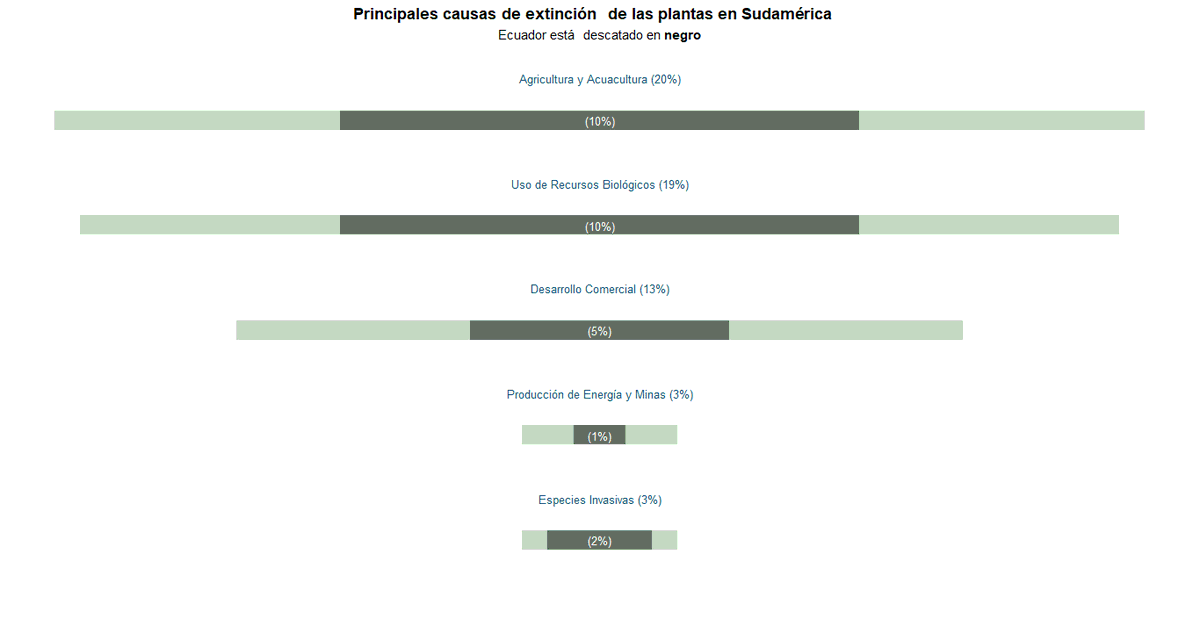 Principales causas de extinción  de las plantas en Sudamérica
Ecuador está  descatado en negro
Agricultura y Acuacultura (20%)
(10%)
Uso de Recursos Biológicos (19%)
(10%)
Desarrollo Comercial (13%)
(5%)
Producción de Energía y Minas (3%)
(1%)
Especies Invasivas (3%)
(2%)